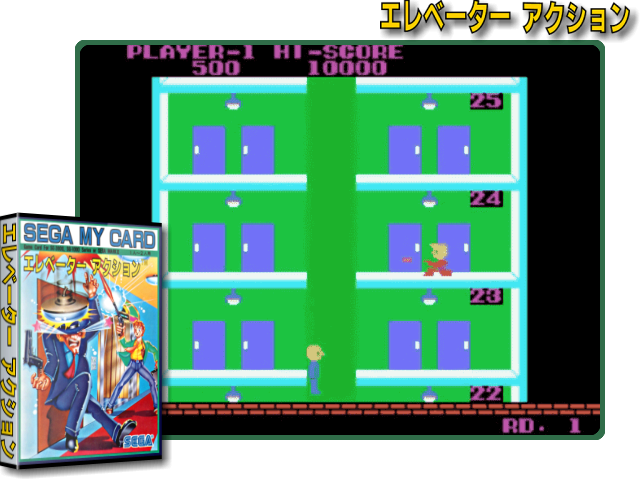 エレベーター アクション
PLAYER-1 HI-SCORE
500 10000
25
24
23
22
RD. 1
SEGA MY CARD
エレベーター アクション
エレベーター アクション
SEGA